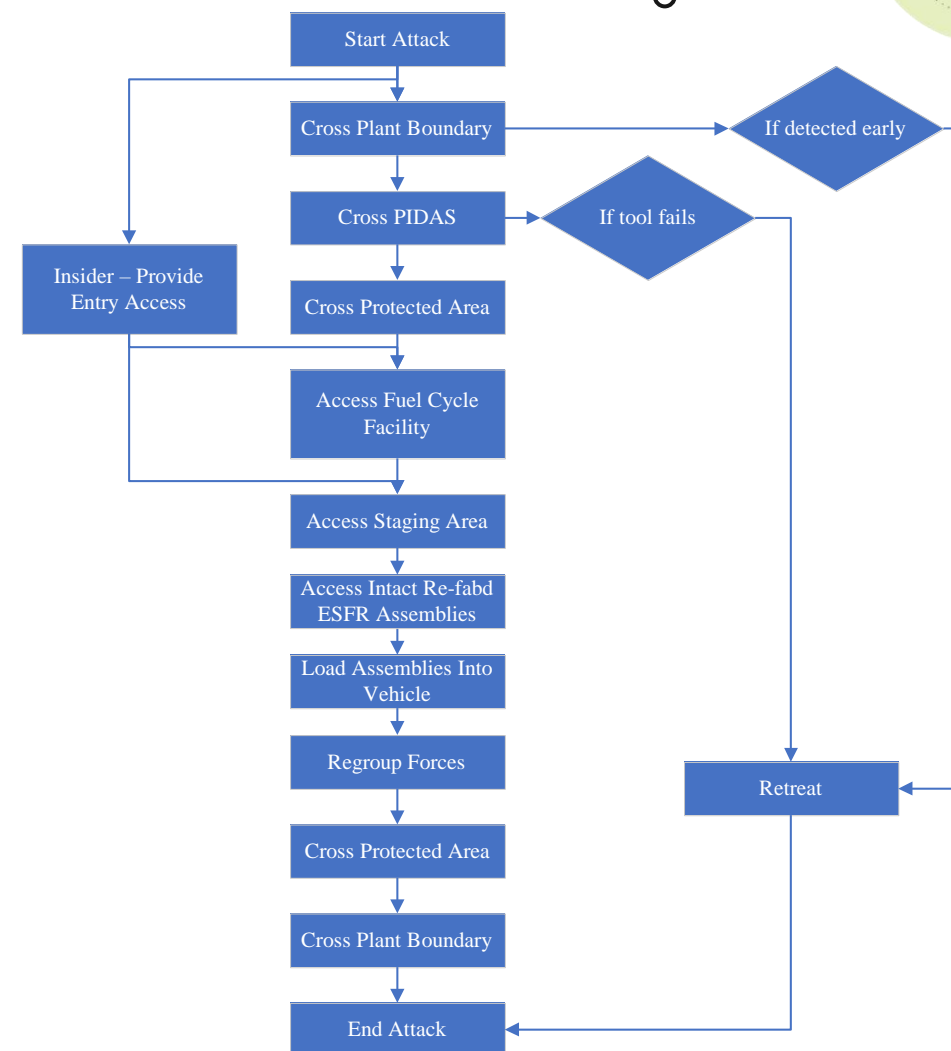 Start Attack
Cross Plant Boundary
If detected early
Cross PIDAS
If tool fails
Insider – Provide
Entry Access
Cross Protected Area
Access Fuel Cycle
Facility
Access Staging Area
Access Intact Re-fabd
ESFR Assemblies
Load Assemblies Into
Vehicle
Regroup Forces
Retreat
Cross Protected Area
Cross Plant Boundary
End Attack